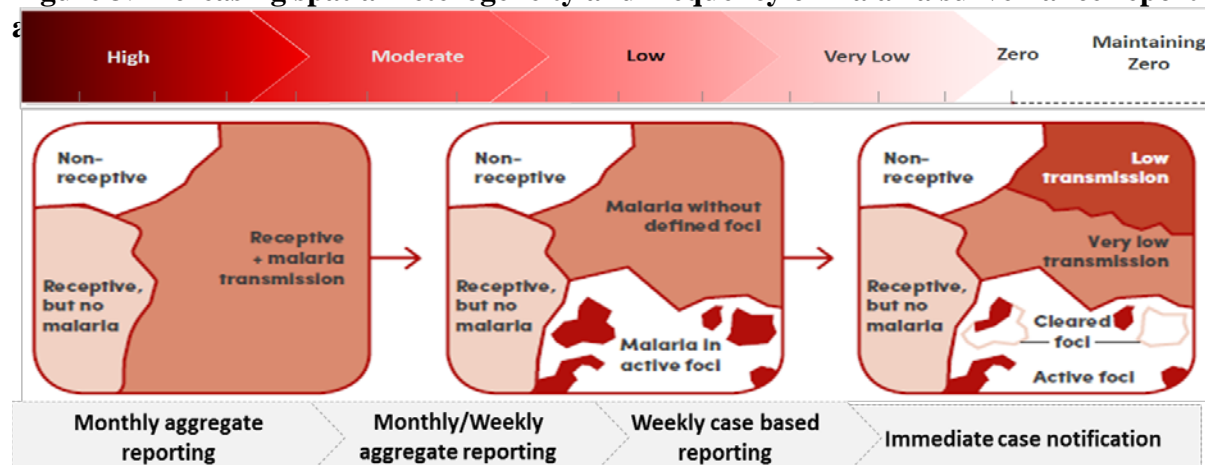 High
Moderate
Low
Very Low
Zero
Maintaining
Zero
Non-
receptive
Receptive
+ malaria
transmission
Receptive,
but no
malaria
Non-
receptive
Malaria without
defined foci
Receptive,
but no
malaria
Malaria in
active foci
Non-
receptive
Low
transmission
Very low
transmission
Receptive,
but no
malaria
Cleared
foci
Active foci
Monthly aggregate
reporting
Monthly/Weekly
aggregate reporting
Weekly case based
reporting
Immediate case notification